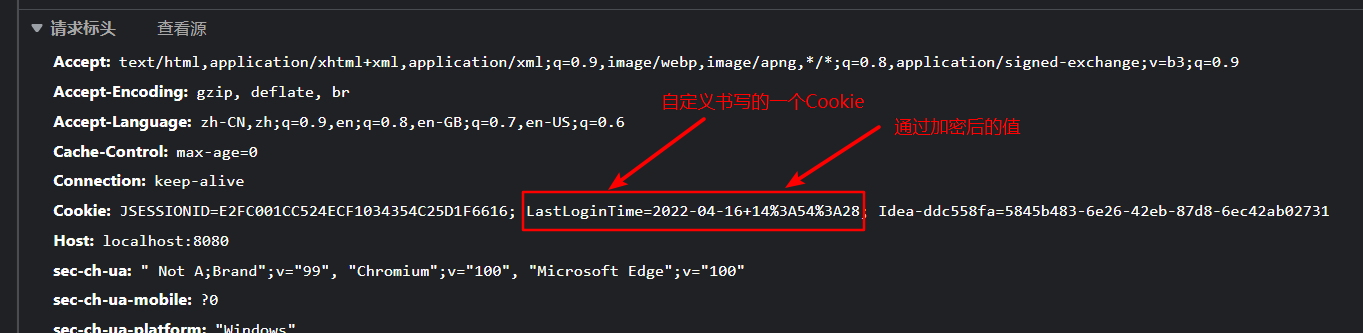 请求标头 查看源
Accept: text/html,application/xhtml+xml,application/xml;q=0.9,image/webp,image/apng,*/*;q=0.8,application/signed-exchange;v=b3;q=0.9
Accept-Encoding: gzip, deflate, br
自定义书写的一个Cookie
Accept-Language: zh-CN,zh;q=0.9,en;q=0.8,en-GB;q=0.7,en-US;q=0.6
通过加密后的值
Cache-Control: max-age=0
Connection: keep-alive
Cookie: JSESSIONID=E2FC001CC524ECF1034354C25D1F6616; LastLoginTime=2022-04-16+14%3A54%3A28; Idea-ddc558fa=5845b483-6e26-42eb-87d8-6ec42ab02731
Host: localhost:8080
sec-ch-ua: " Not A;Brand";v="99", "Chromium";v="100", "Microsoft Edge";v="100"
sec-ch-ua-mobile: ?0
sec-ch-ua-platform: "Windows"